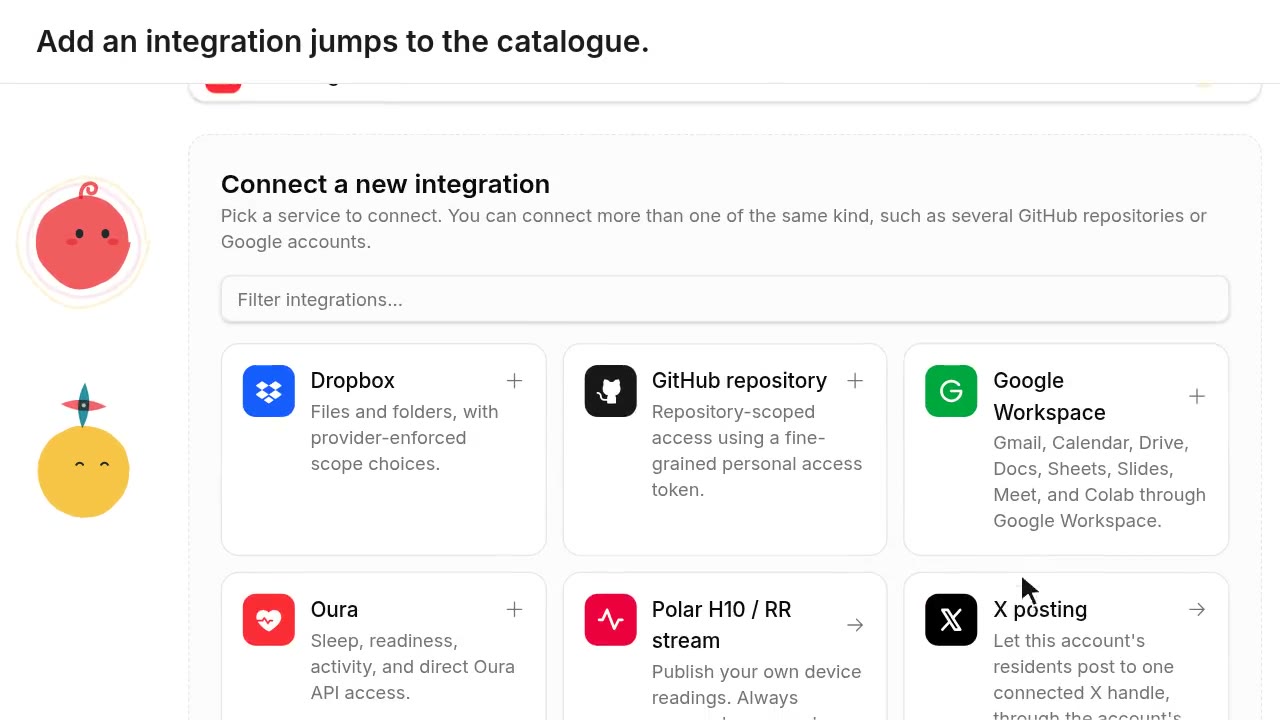 Add an integration jumps to the catalogue.
Connect a new integration
Pick a service to connect. You can connect more than one of the same kind, such as several GitHub repositories or
Google accounts.
Filter integrations...
Dropbox
Files and folders, with
provider-enforced
scope choices.
GitHub repository
Repository-scoped
access using a fine-
grained personal access
token.
Google
Workspace
Gmail, Calendar, Drive,
Docs, Sheets, Slides,
Meet, and Colab through
Google Workspace.
Oura
Sleep, readiness,
activity, and direct Oura
API access.
Polar H10 / RR
stream
Publish your own device
readings. Always
X posting
Let this account's
residents post to one
connected X handle,
through the account's